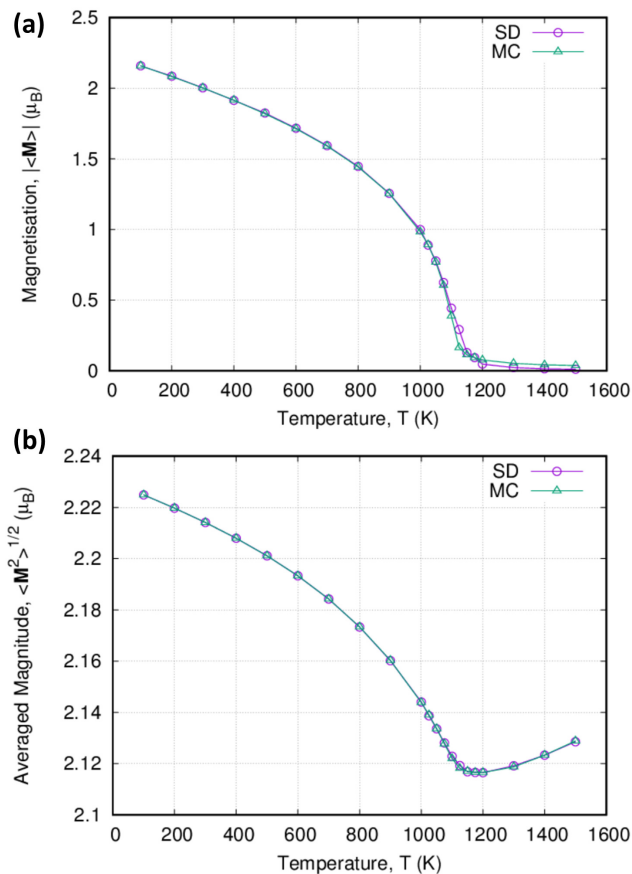 (a)
2.5
2
1.5
1
0.5
0
Magnetisation, |<M>| (μB)
SD
MC
0 200 400 600 800 1000 1200 1400 1600
Temperature, T (K)
(b)
2.24
2.22
2.2
2.18
2.16
2.14
2.12
2.1
Averaged Magnitude, <M²>^1/2 (μB)
SD
MC
0 200 400 600 800 1000 1200 1400 1600
Temperature, T (K)